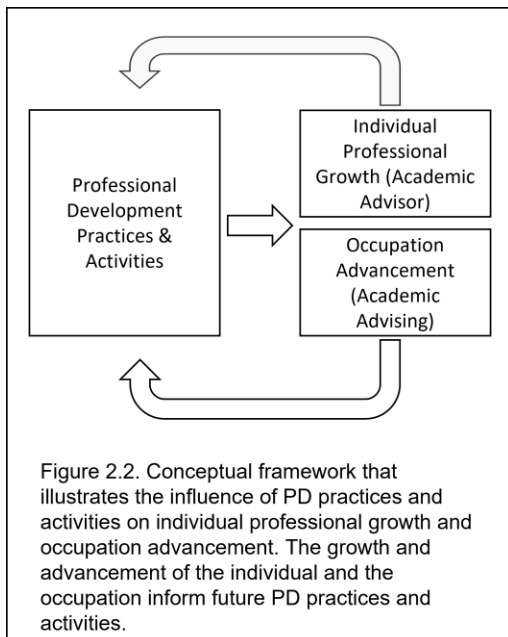 Professional
Development
Practices &
Activities
Individual
Professional
Growth (Academic
Advisor)
Occupation
Advancement
(Academic
Advising)
Figure 2.2. Conceptual framework that
illustrates the influence of PD practices and
activities on individual professional growth and
occupation advancement. The growth and
advancement of the individual and the
occupation inform future PD practices and
activities.